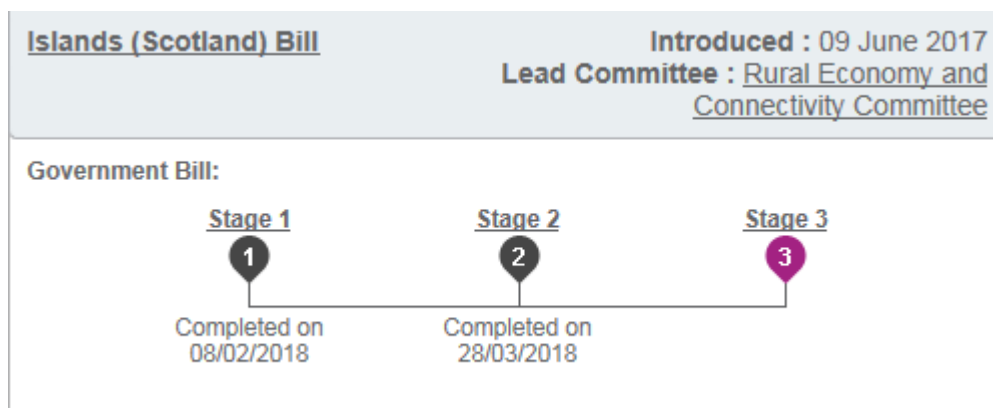 Islands (Scotland) Bill
Introduced : 09 June 2017
Lead Committee : Rural Economy and
Connectivity Committee
Government Bill:
Stage 1
Stage 2
Stage 3
1
2
3
Completed on
08/02/2018
Completed on
28/03/2018